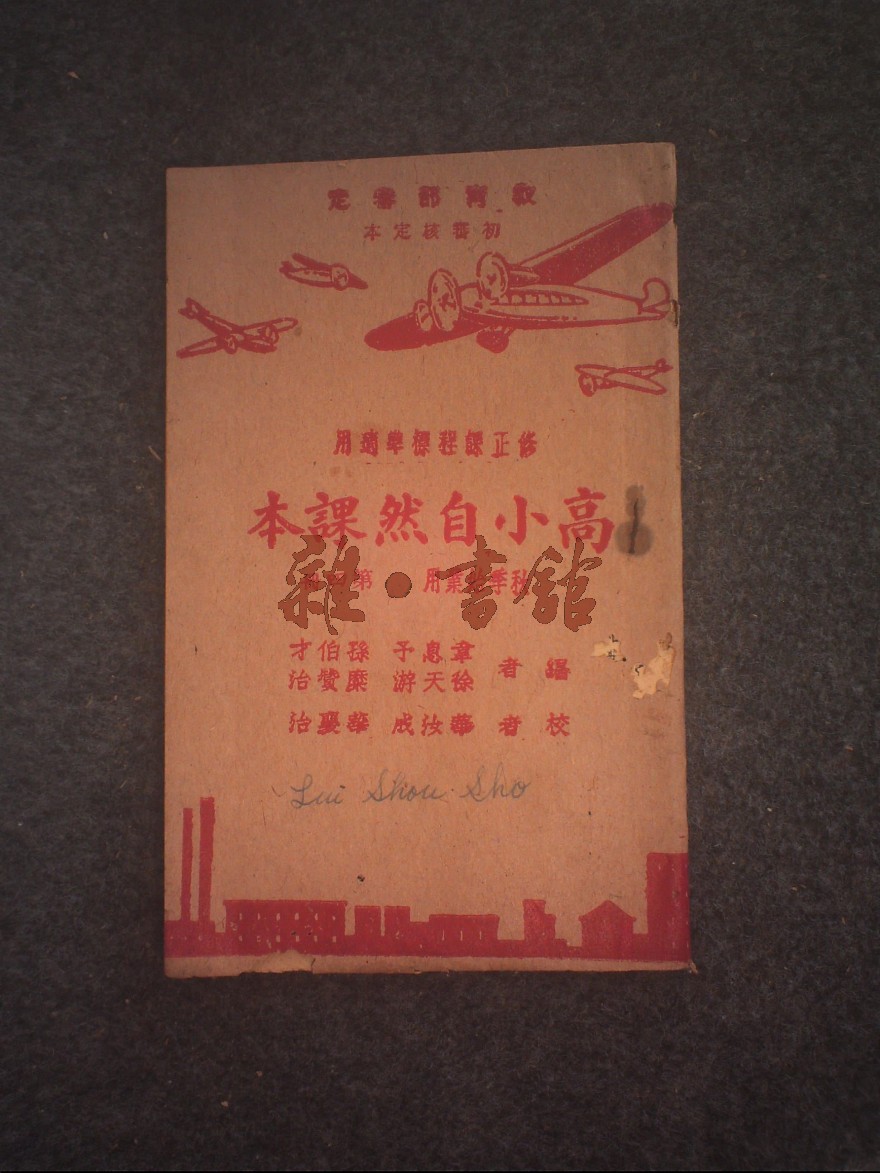 教育部審定
初審核定本
修正課程標準適用
高小自然課本
秋季始業用 第
編者 章息予 孫伯才
徐天游 糜贊治
校者 華汝成 華襄治
Lui Shou Sho
雜·書館